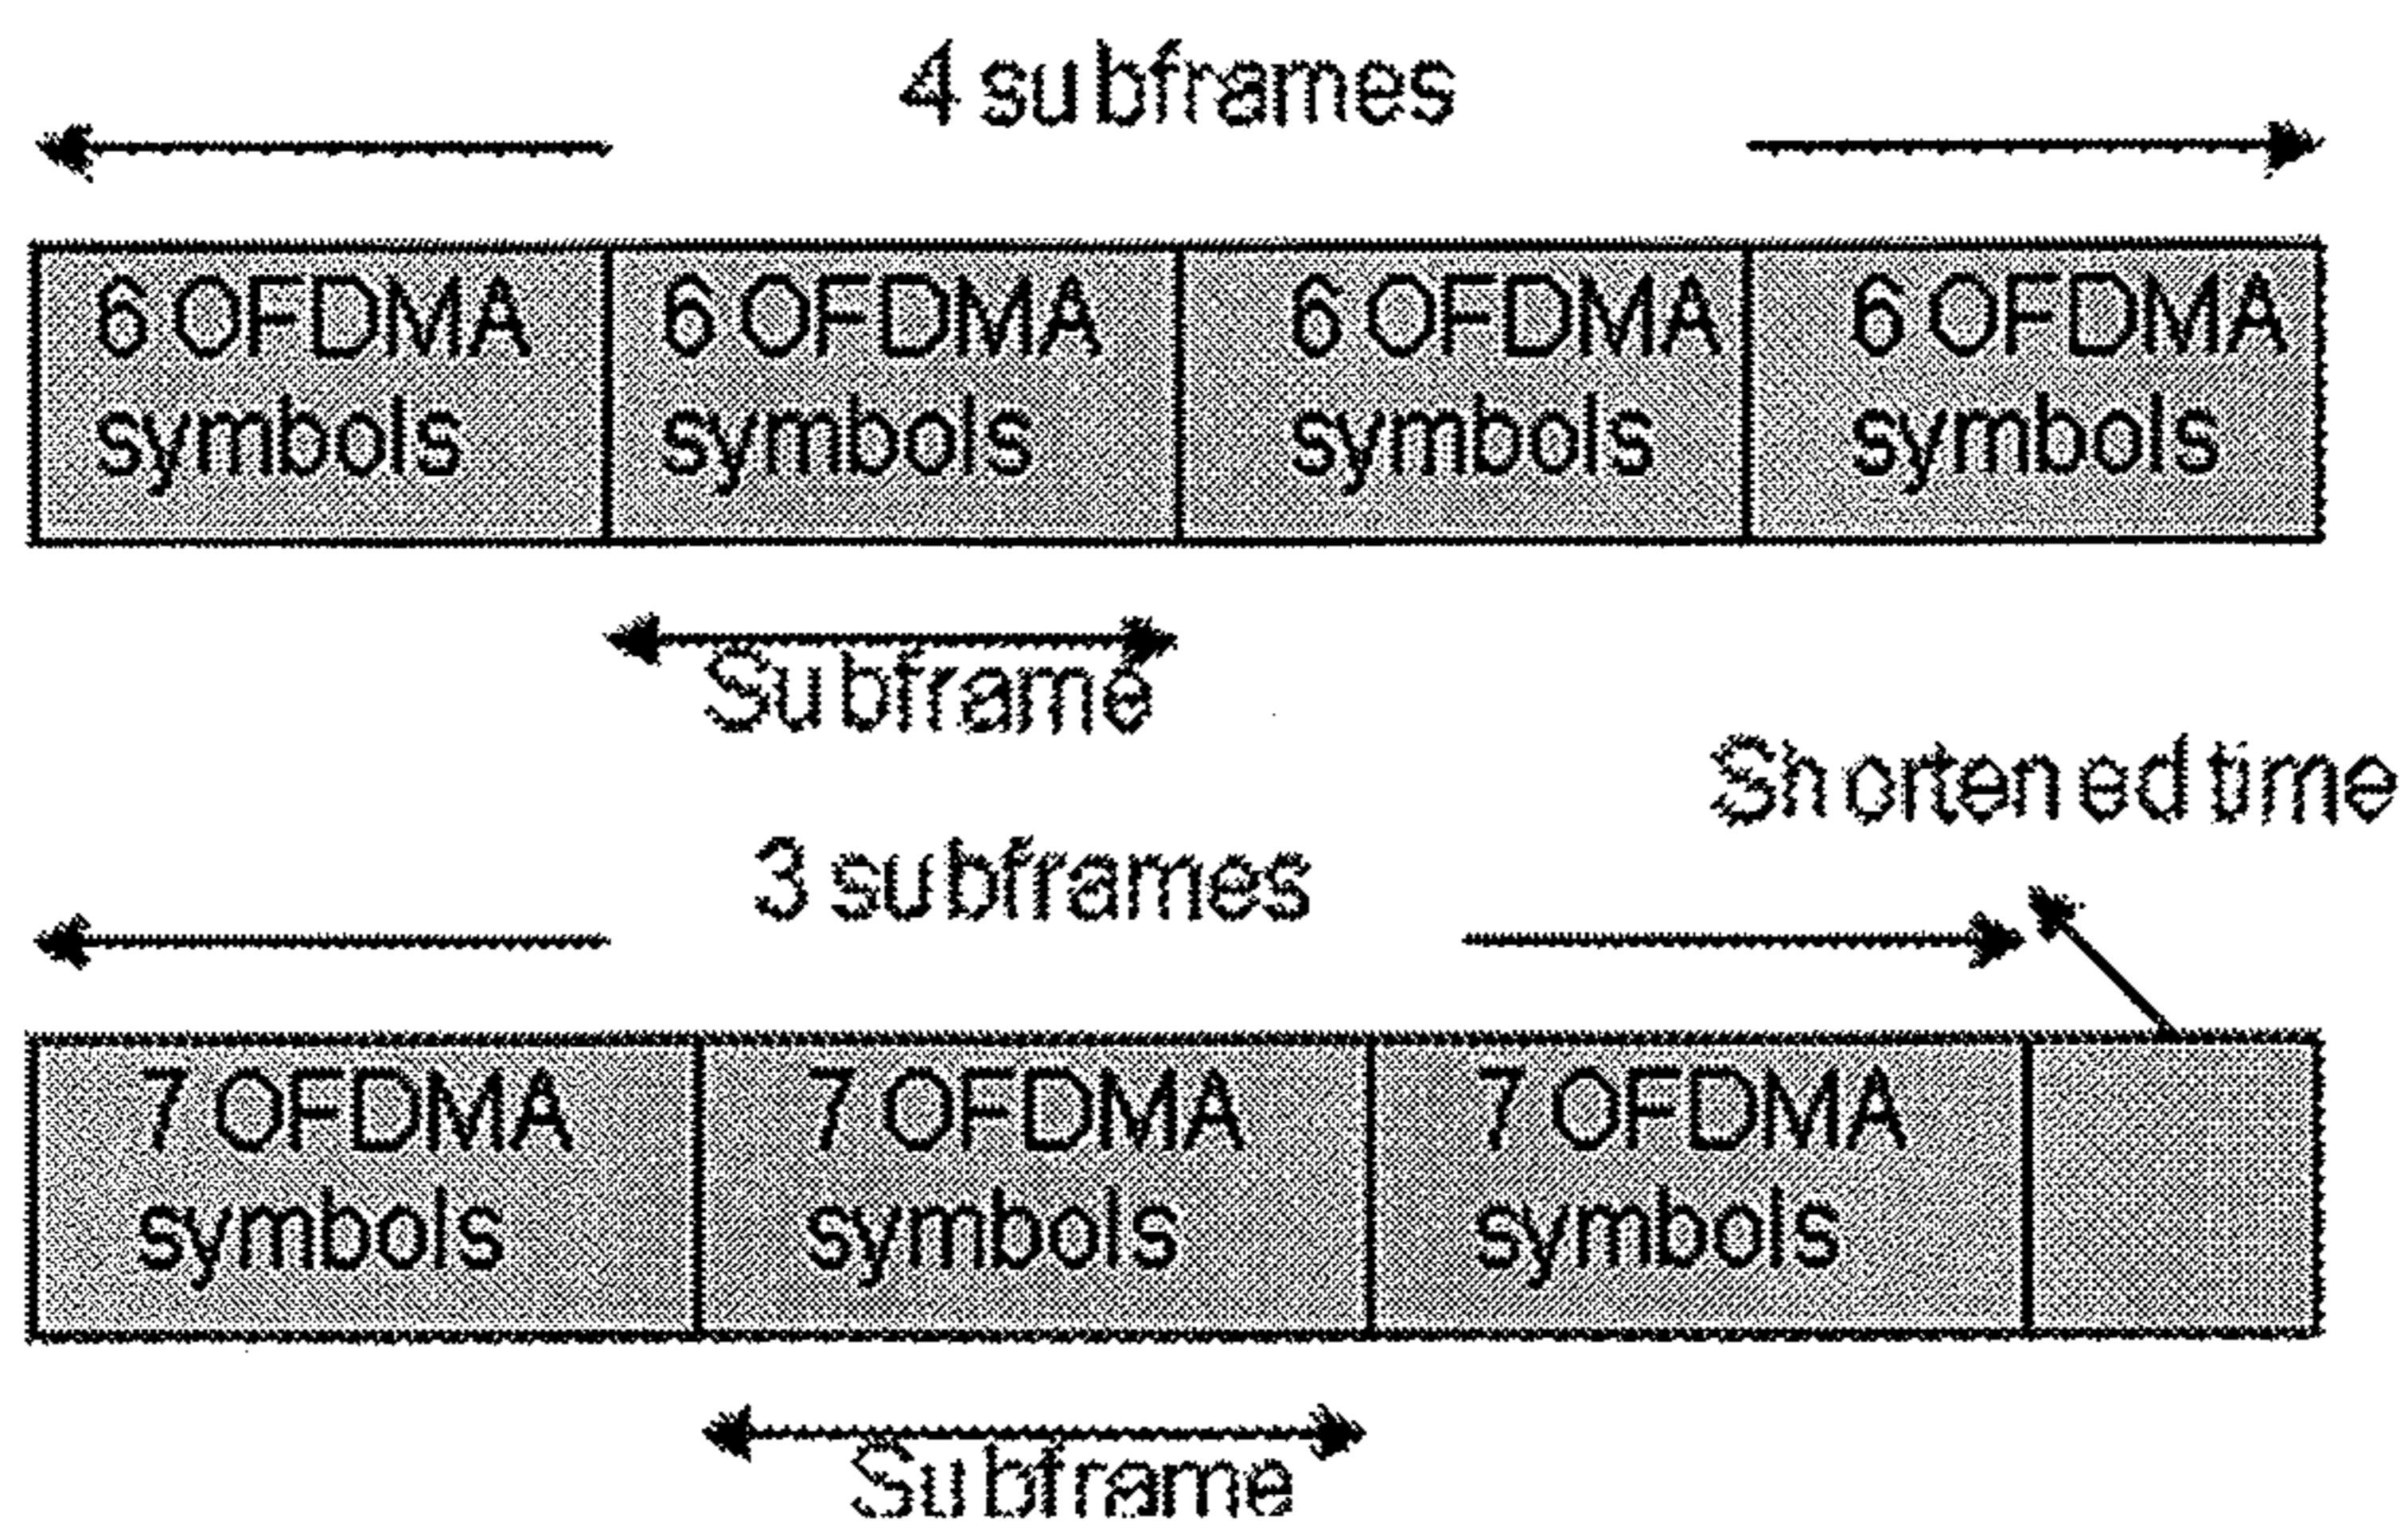 4 subframes
6 OFDMA
symbols
6 OFDMA
symbols
6 OFDMA
symbols
6 OFDMA
symbols
Subframe
Shortened time
3 subframes
7 OFDMA
symbols
7 OFDMA
symbols
7 OFDMA
symbols
Subframe